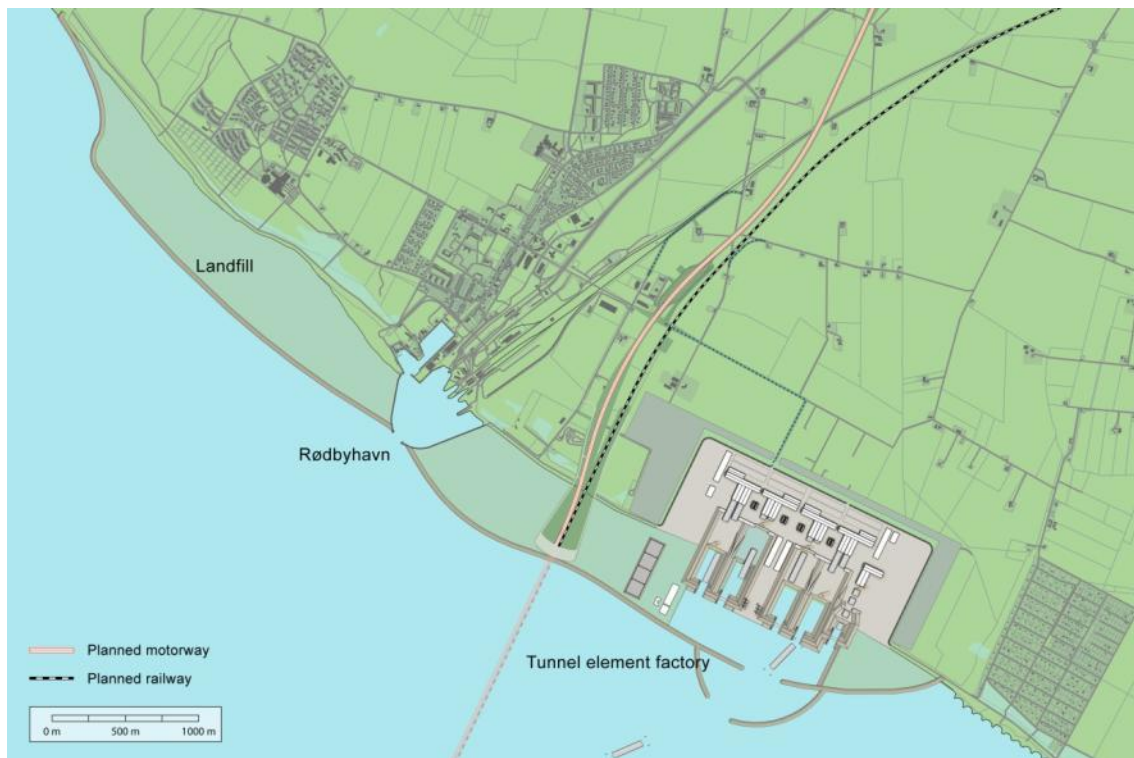 Landfill
Rødbyhavn
Tunnel element factory
Planned motorway
Planned railway
0 m 500 m 1000 m